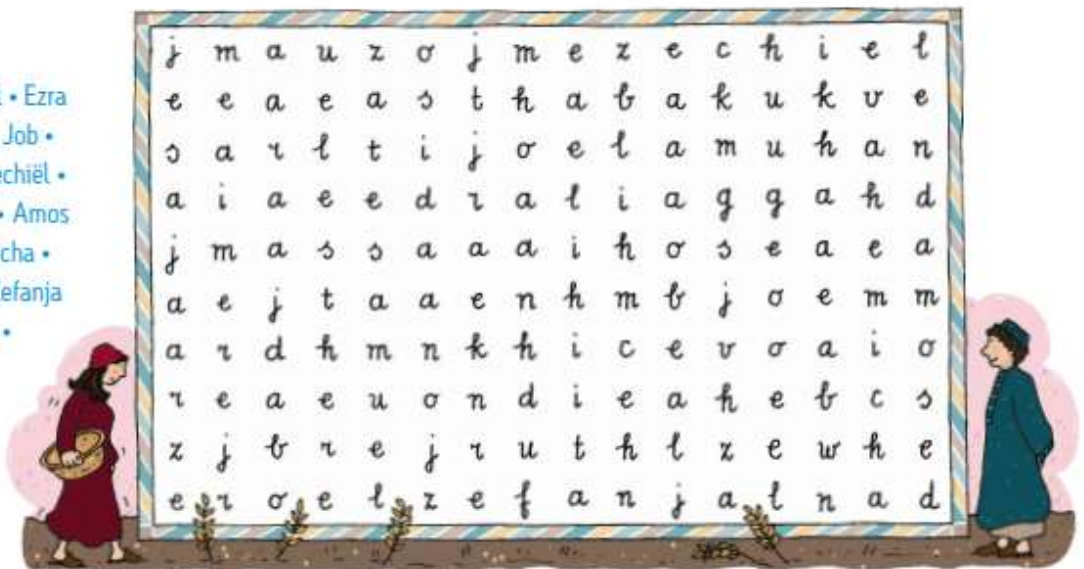 • Ezra
Job •
echiël •
• Amos
cha •
efanja
•
j m a u z o j m e z e c h i e l
e e a e a s t h a b a k u k v e
s a r l t i j o e l a m u h a n
a i a e e d r a l i a g g a h d
j m a s s a a a i h o s e a e a
a e j t a a e n h m b j o e m m
a r d h m n k h i c e v o a i o
r e a e u o n d i e a h e b c s
z j b r e j r u t h l z e w h e
e r o e l z e f a n j a l n a d